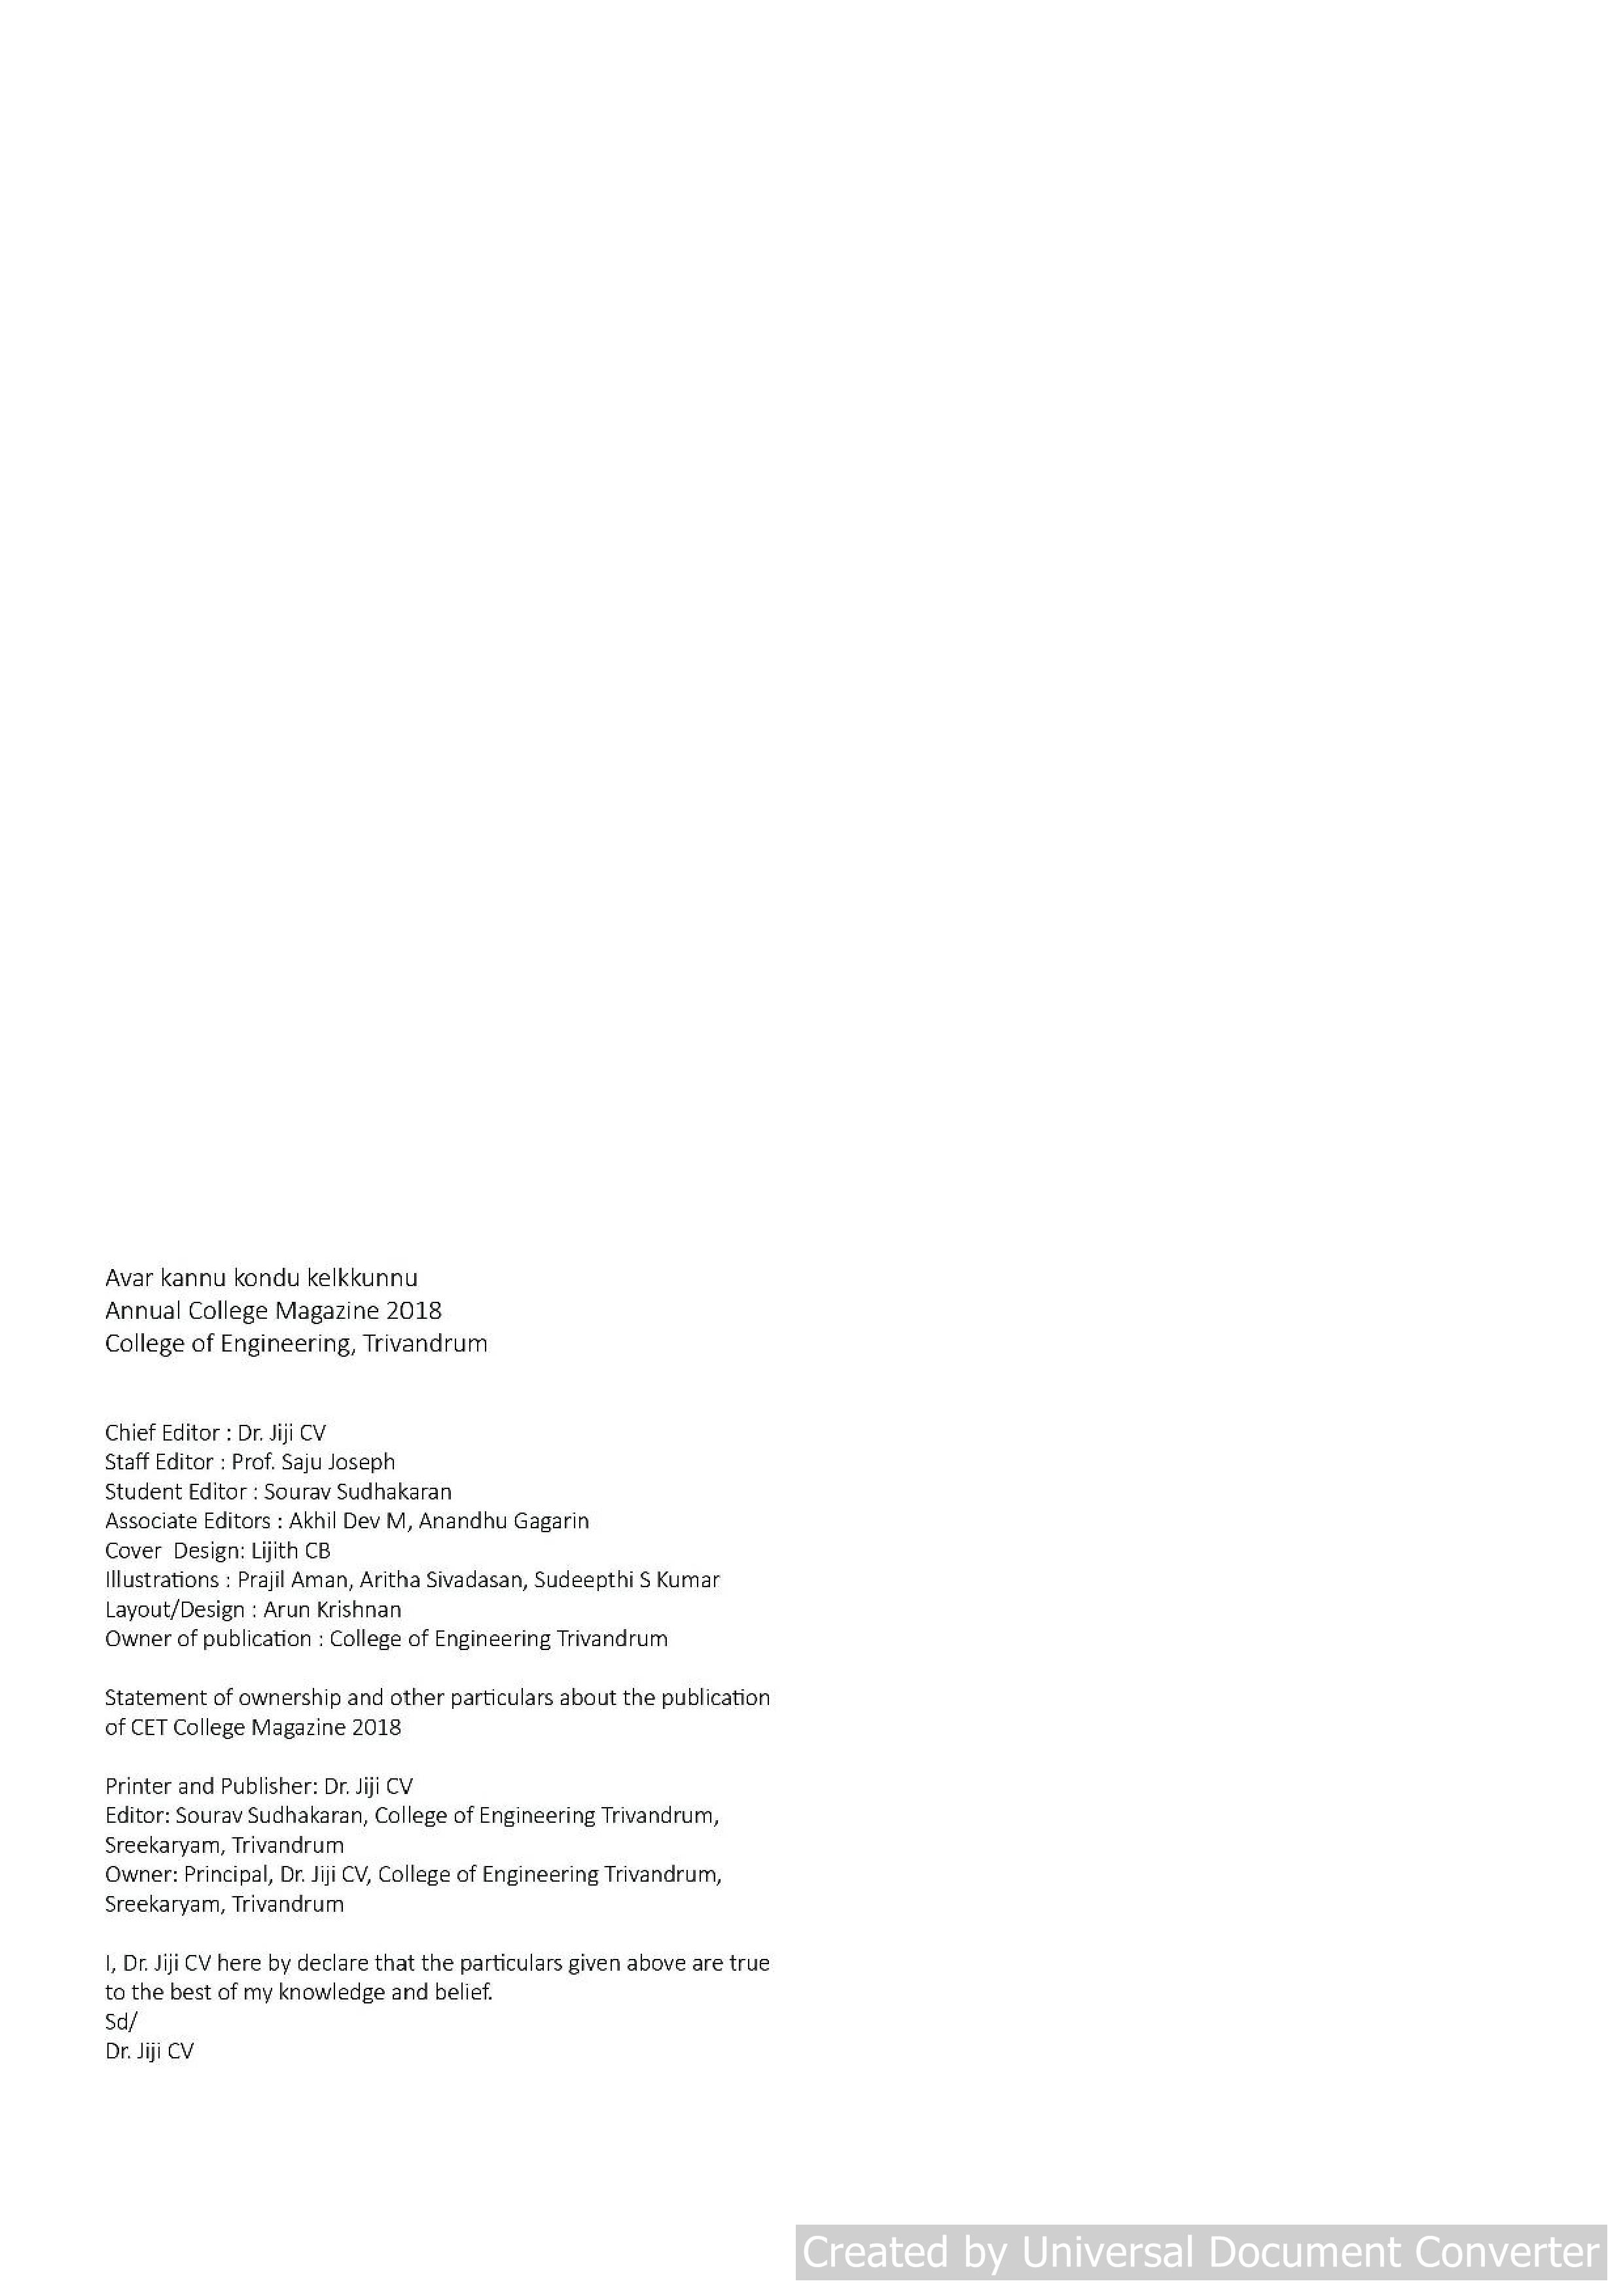 Avar kannu kondu kelkkunnu
Annual College Magazine 2018
College of Engineering, Trivandrum
Chief Editor : Dr. Jiji CV
Staff Editor : Prof. Saju Joseph
Student Editor : Sourav Sudhakaran
Associate Editors : Akhil Dev M, Anandhu Gagarin
Cover  Design: Lijith CB
Illustrations : Prajil Aman, Aritha Sivadasan, Sudeepthi S Kumar
Layout/Design : Arun Krishnan
Owner of publication : College of Engineering Trivandrum
Statement of ownership and other particulars about the publication
of CET College Magazine 2018
Printer and Publisher: Dr. Jiji CV
Editor: Sourav Sudhakaran, College of Engineering Trivandrum,
Sreekaryam, Trivandrum
Owner: Principal, Dr. Jiji CV, College of Engineering Trivandrum,
Sreekaryam, Trivandrum
I, Dr. Jiji CV here by declare that the particulars given above are true
to the best of my knowledge and belief.
Sd/
Dr. Jiji CV
Created by Universal Document Converter